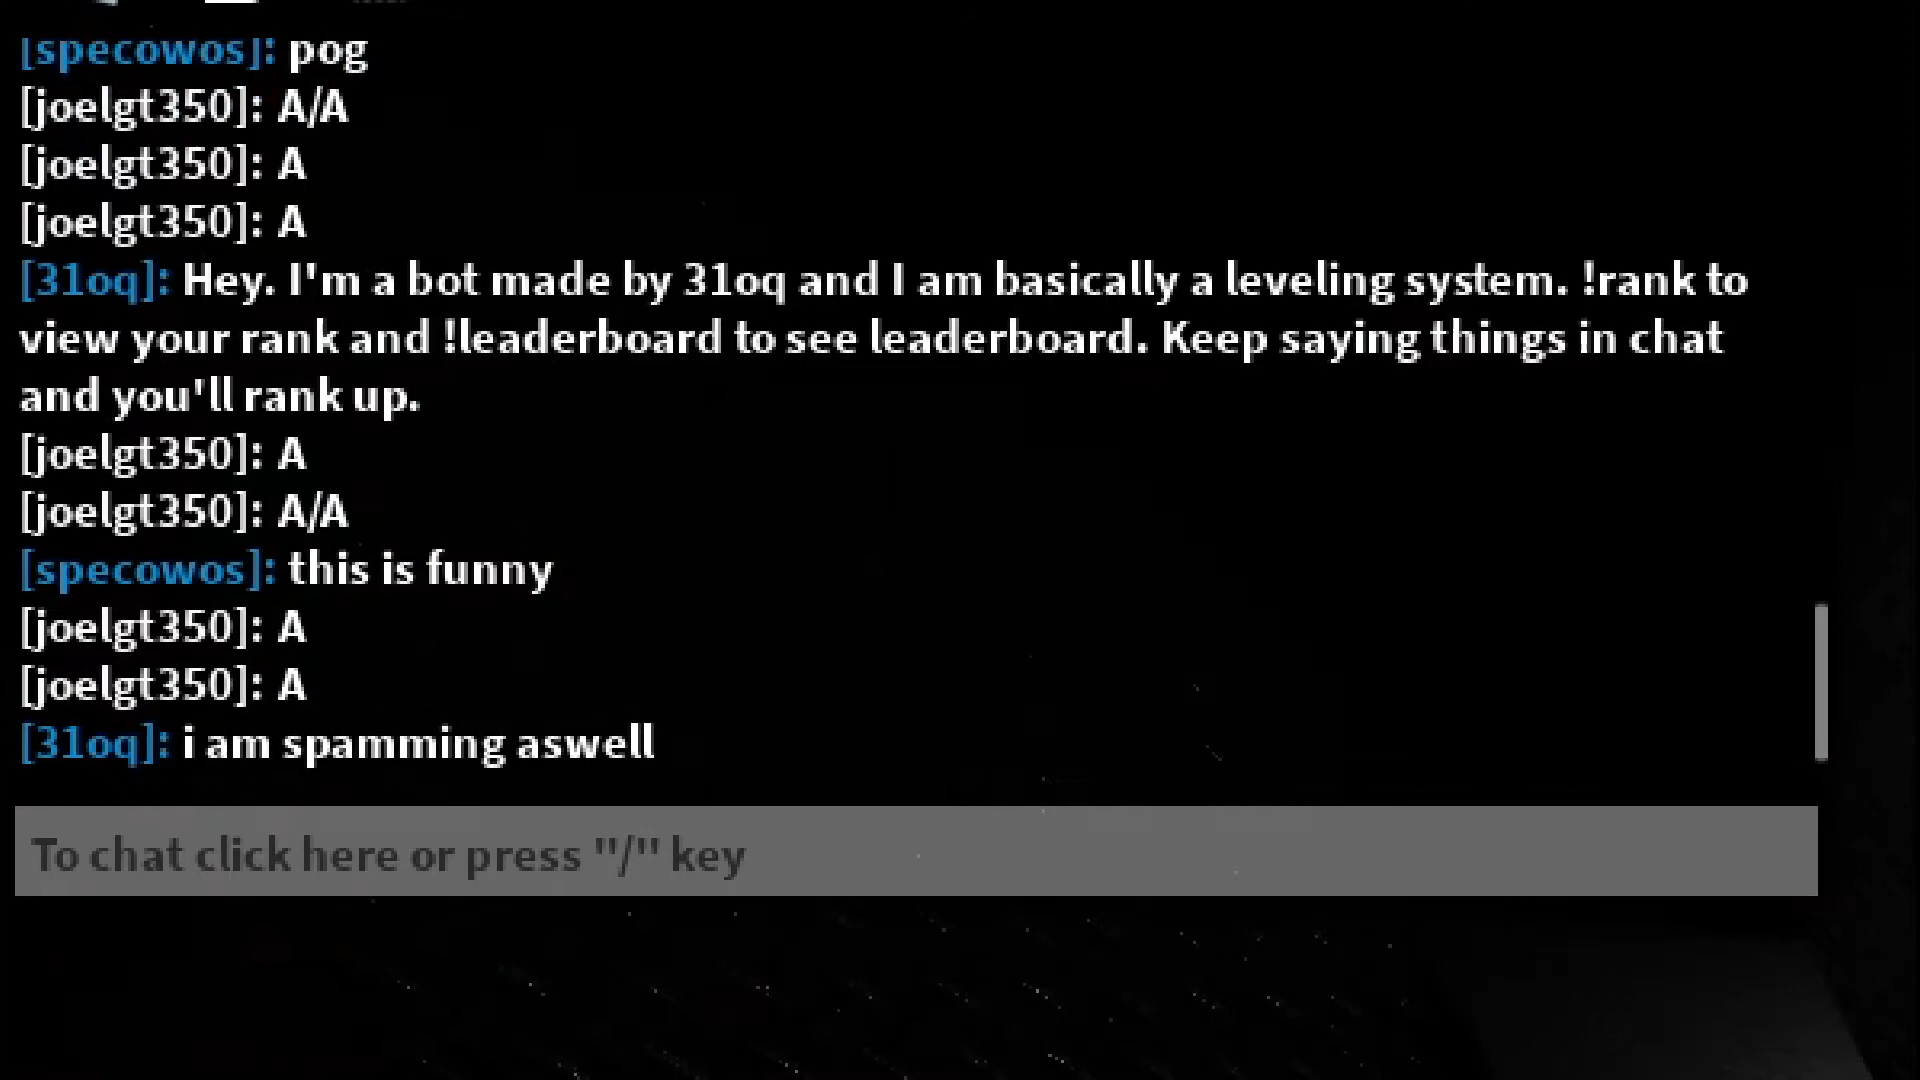 [specowos]: pog
[joelgt350]: A/A
[joelgt350]: A
[joelgt350]: A
[31oq]: Hey. I'm a bot made by 31oq and I am basically a leveling system. !rank to
view your rank and !leaderboard to see leaderboard. Keep saying things in chat
and you'll rank up.
[joelgt350]: A
[joelgt350]: A/A
[specowos]: this is funny
[joelgt350]: A
[joelgt350]: A
[31oq]: i am spamming aswell
To chat click here or press "/" key